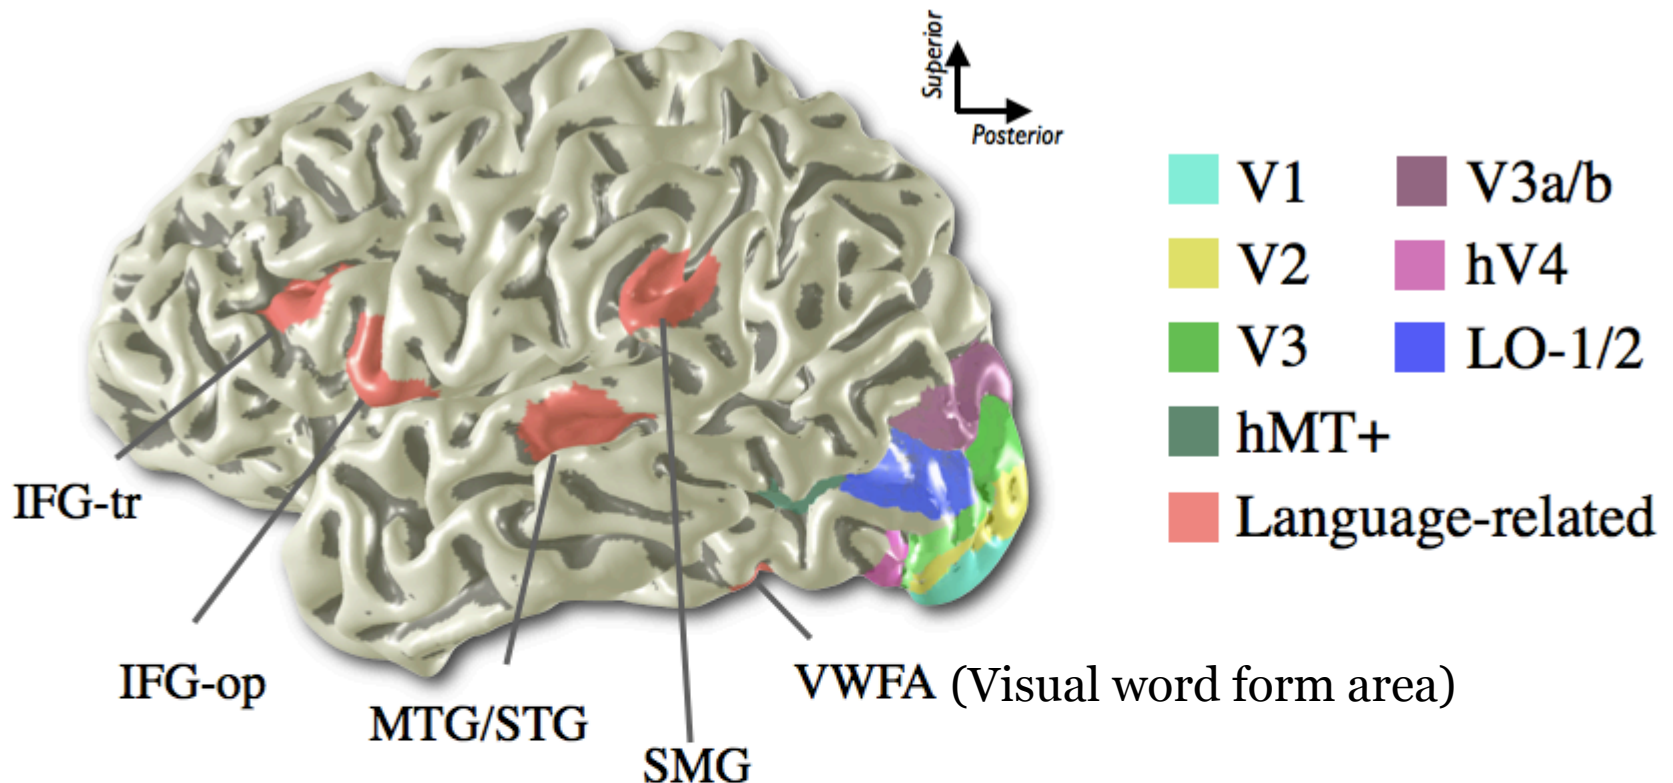 Superior
Posterior
V1
V3a/b
V2
hV4
V3
LO-1/2
hMT+
Language-related
IFG-tr
IFG-op
MTG/STG
SMG
VWFA (Visual word form area)